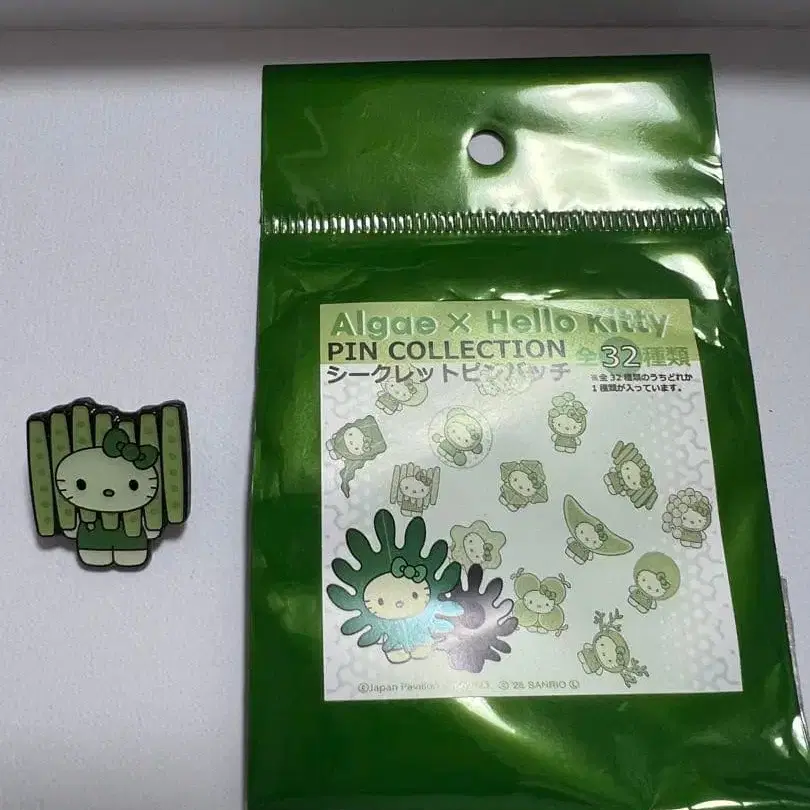 Algae × Hello Kitty
PIN COLLECTION 全32種類
シークレットピンバッチ
※全32種類のうちどれか
1種類が入っています。
©Japan Pavilion
SANRIO Ⓛ